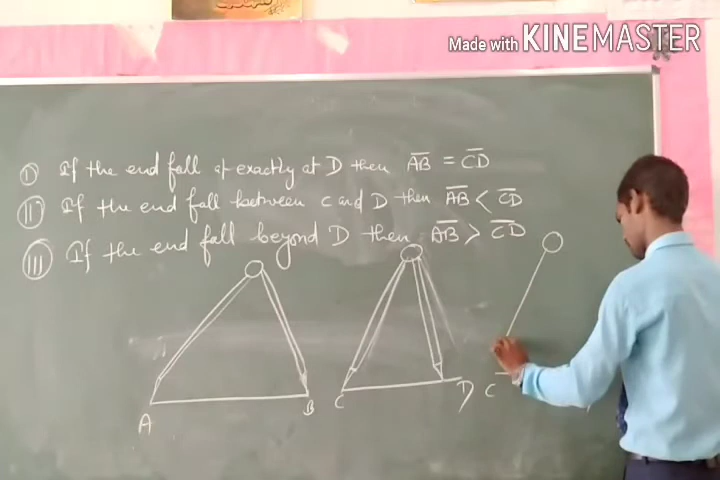 Made with KINEMASTER
I If the end fall at exactly at D then AB = CD
II If the end fall between C and D then AB < CD
III If the end fall beyond D then AB > CD
A B C D C